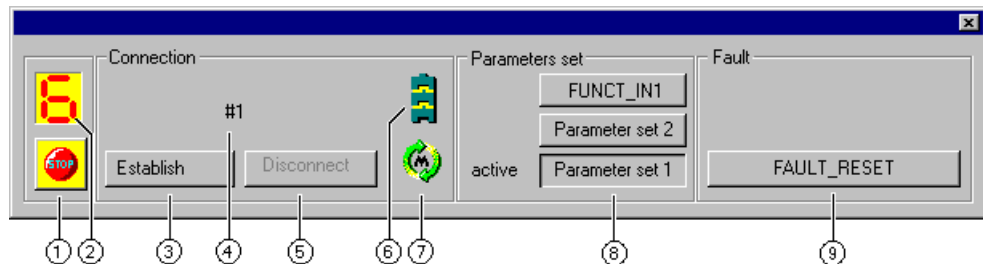 Connection
Parameters set
Fault
6
#1
FUNCT_IN1
Parameter set 2
STOP
Establish
Disconnect
active
Parameter set 1
FAULT_RESET
M
1 2 3 4 5 6 7 8 9